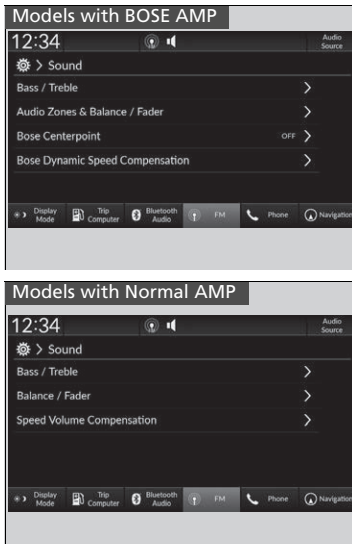 Models with BOSE AMP
12:34
Audio
Source
> Sound
Bass / Treble
Audio Zones & Balance / Fader
Bose Centerpoint OFF
Bose Dynamic Speed Compensation
Display
Mode
Trip
Computer
Bluetooth
Audio
FM
Phone
Navigation
Models with Normal AMP
12:34
Audio
Source
> Sound
Bass / Treble
Balance / Fader
Speed Volume Compensation
Display
Mode
Trip
Computer
Bluetooth
Audio
FM
Phone
Navigation